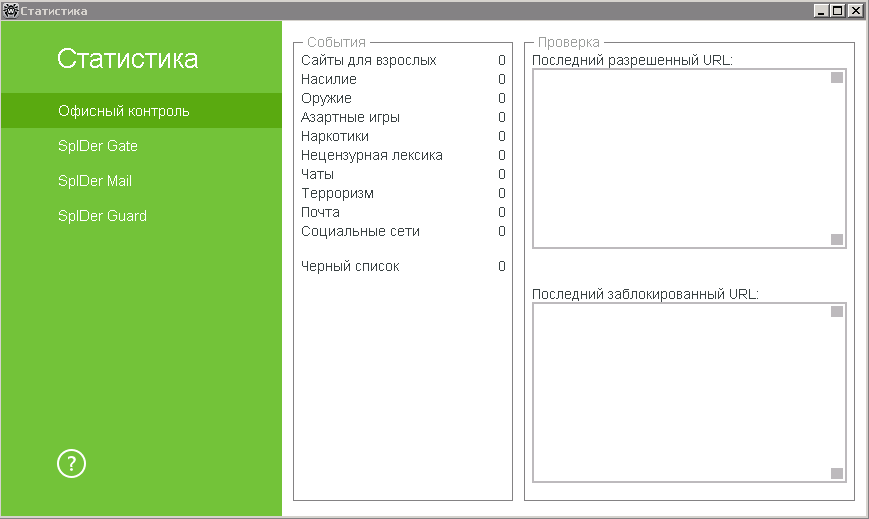 Статистика
Статистика
Офисный контроль
SpIDer Gate
SpIDer Mail
SpIDer Guard
?
События
Сайты для взрослых 0
Насилие 0
Оружие 0
Азартные игры 0
Наркотики 0
Нецензурная лексика 0
Чаты 0
Терроризм 0
Почта 0
Социальные сети 0
Черный список 0
Проверка
Последний разрешенный URL:
Последний заблокированный URL: